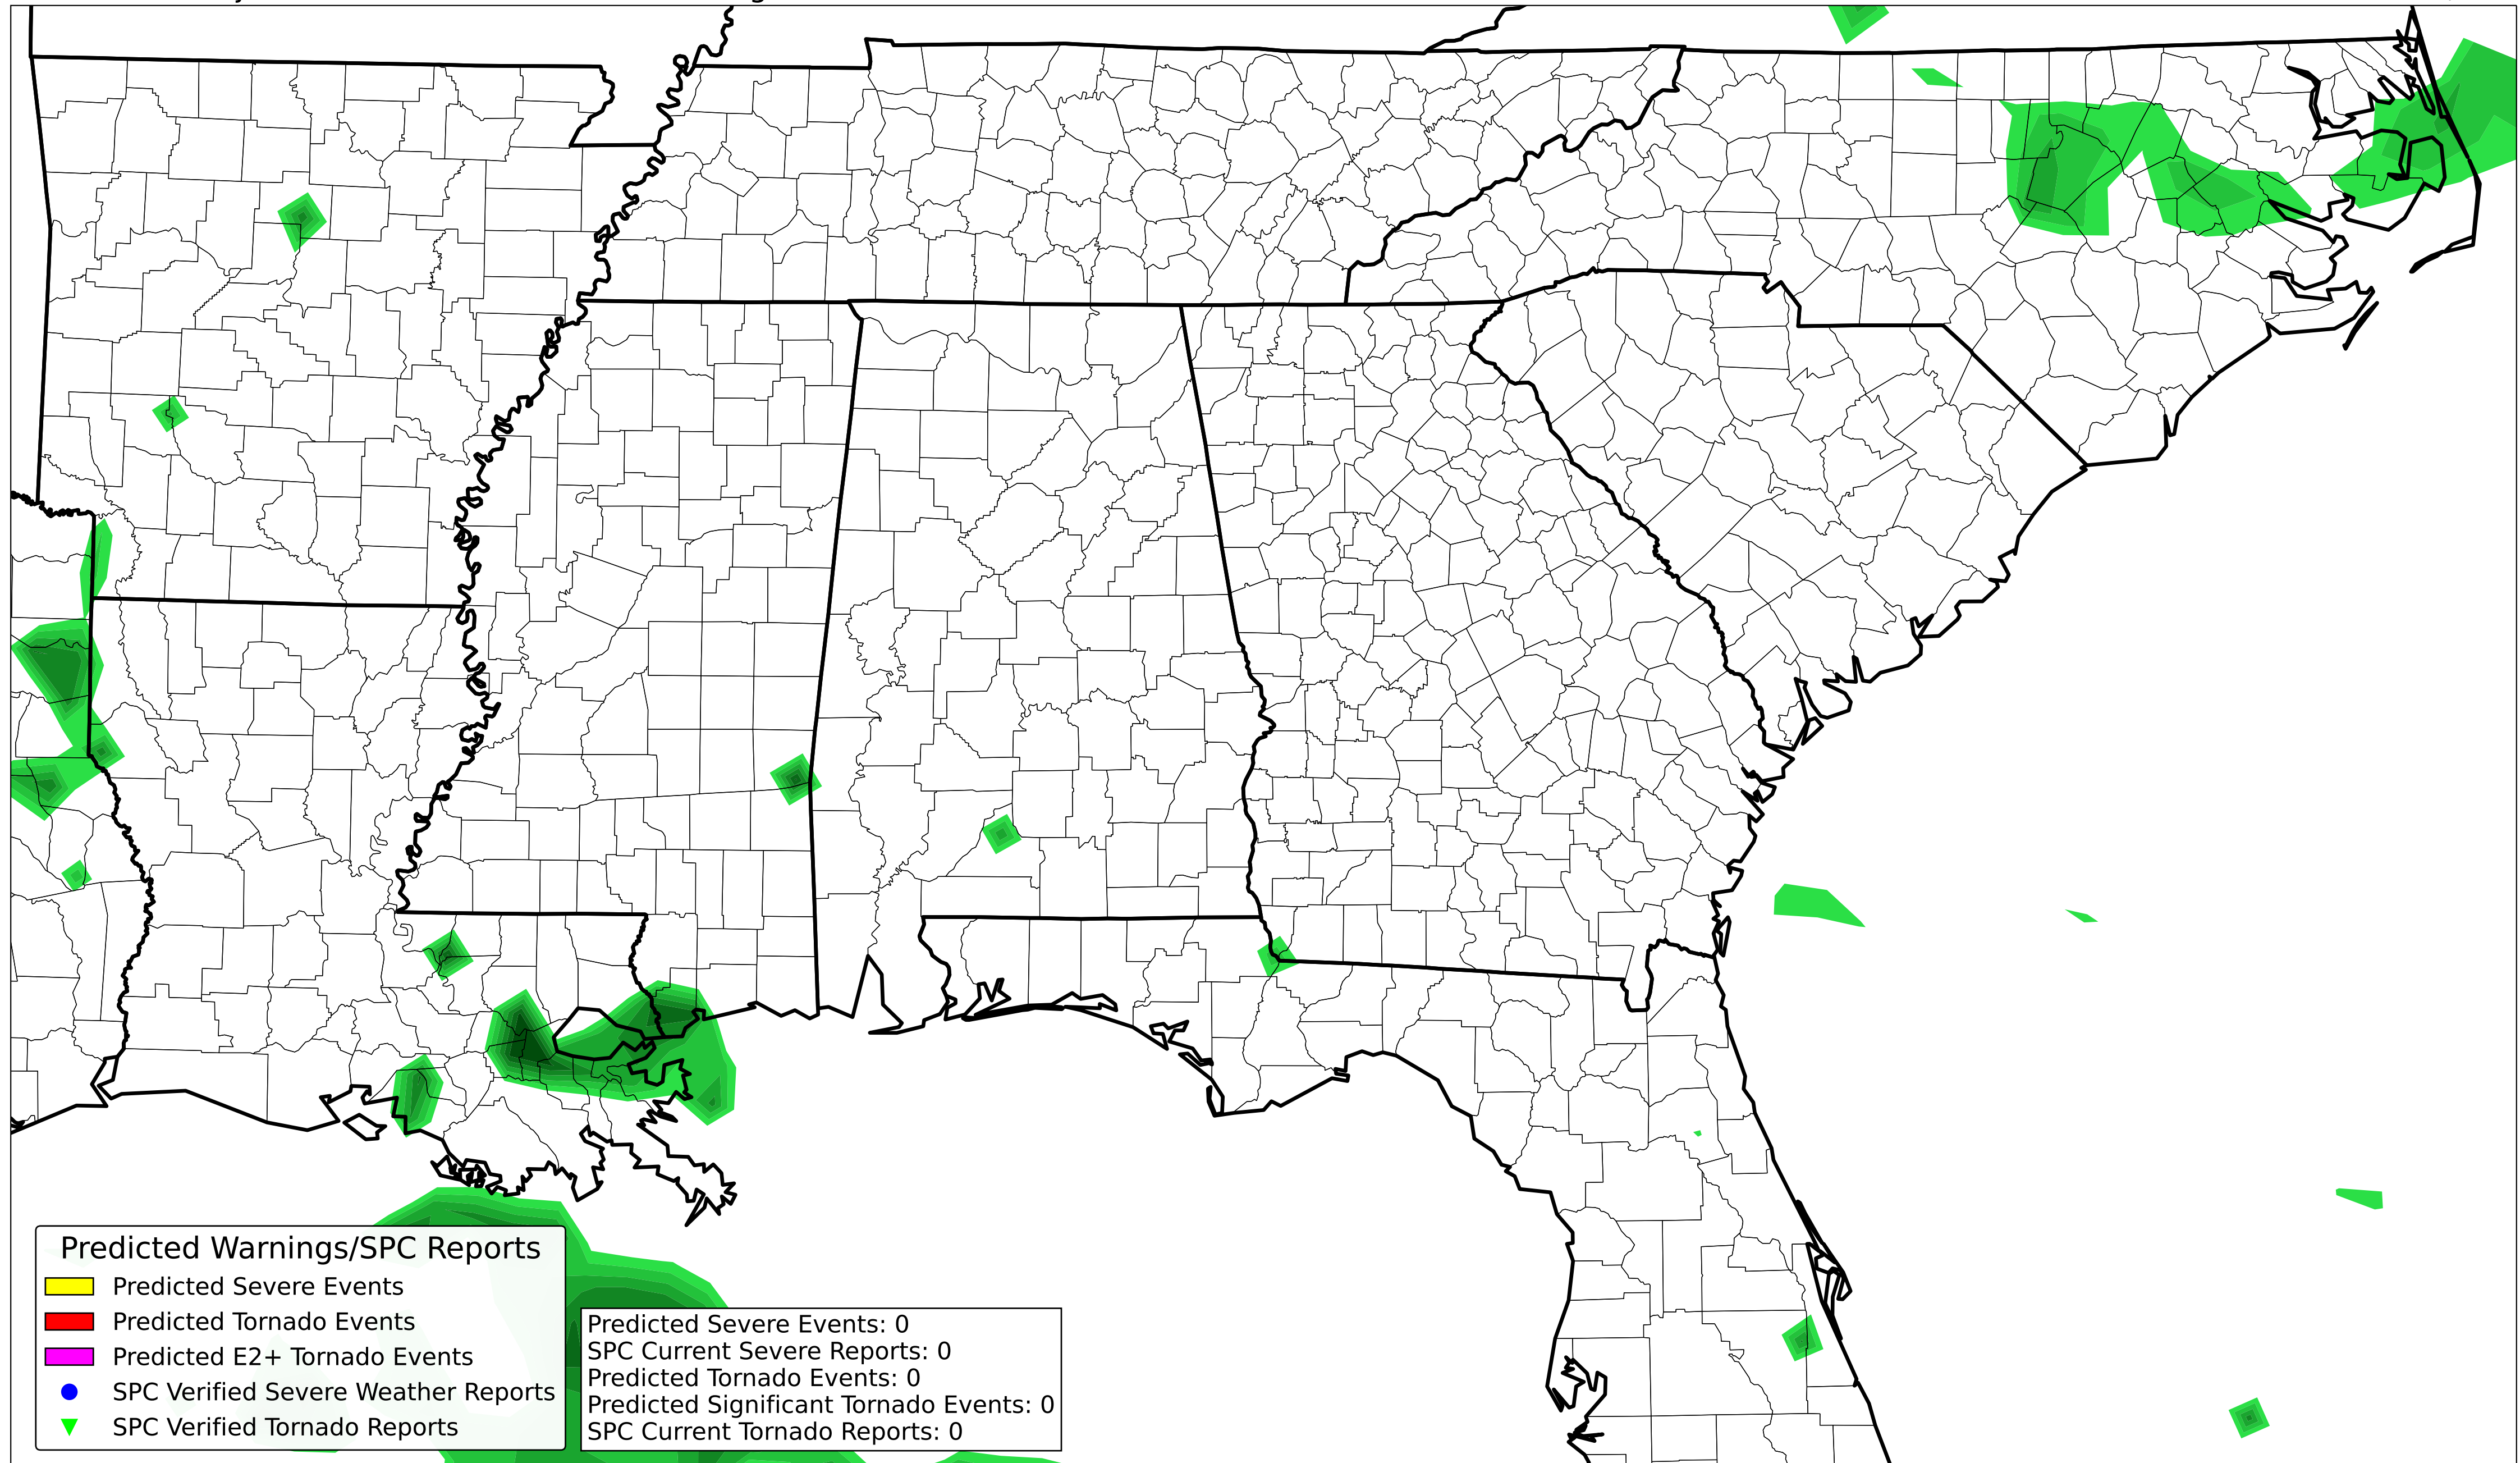 Predicted Warnings/SPC Reports
Predicted Severe Events
Predicted Tornado Events
Predicted E2+ Tornado Events
SPC Verified Severe Weather Reports
SPC Verified Tornado Reports
Predicted Severe Events: 0
SPC Current Severe Reports: 0
Predicted Tornado Events: 0
Predicted Significant Tornado Events: 0
SPC Current Tornado Reports: 0